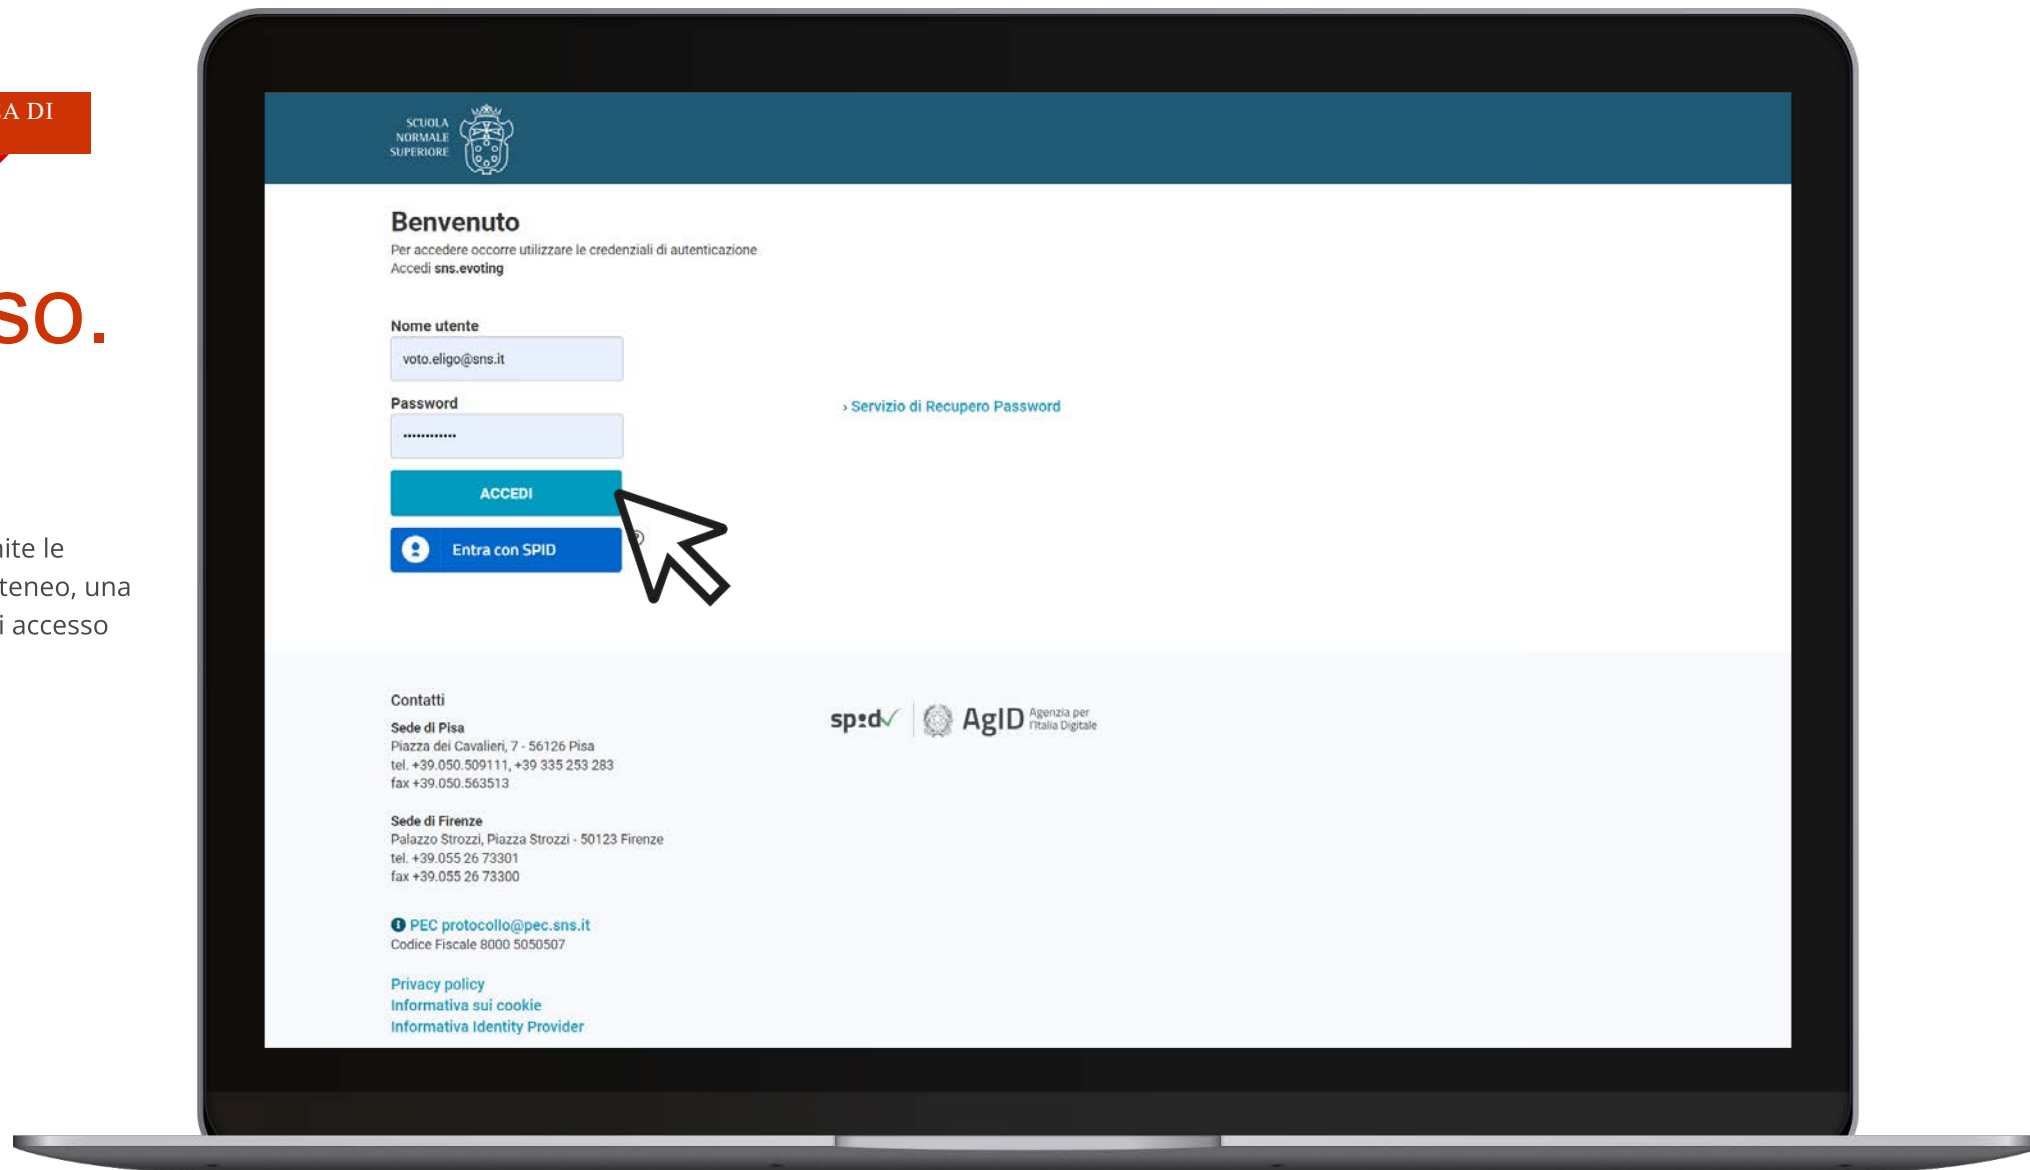 A DI
so.
ite le
teneo, una
i accesso
SCUOLA
NORMALE
SUPERIORE
Benvenuto
Per accedere occorre utilizzare le credenziali di autenticazione
Accedi sns.evoting
Nome utente
voto.eligo@sns.it
Password
............
› Servizio di Recupero Password
ACCEDI
Entra con SPID
Contatti
Sede di Pisa
Piazza dei Cavalieri, 7 - 56126 Pisa
tel. +39.050.509111, +39 335 253 283
fax +39.050.563513
Sede di Firenze
Palazzo Strozzi, Piazza Strozzi - 50123 Firenze
tel. +39.055 26 73301
fax +39.055 26 73300
PEC protocollo@pec.sns.it
Codice Fiscale 8000 5050507
Privacy policy
Informativa sui cookie
Informativa Identity Provider
spid
AgID Agenzia per
l'Italia Digitale